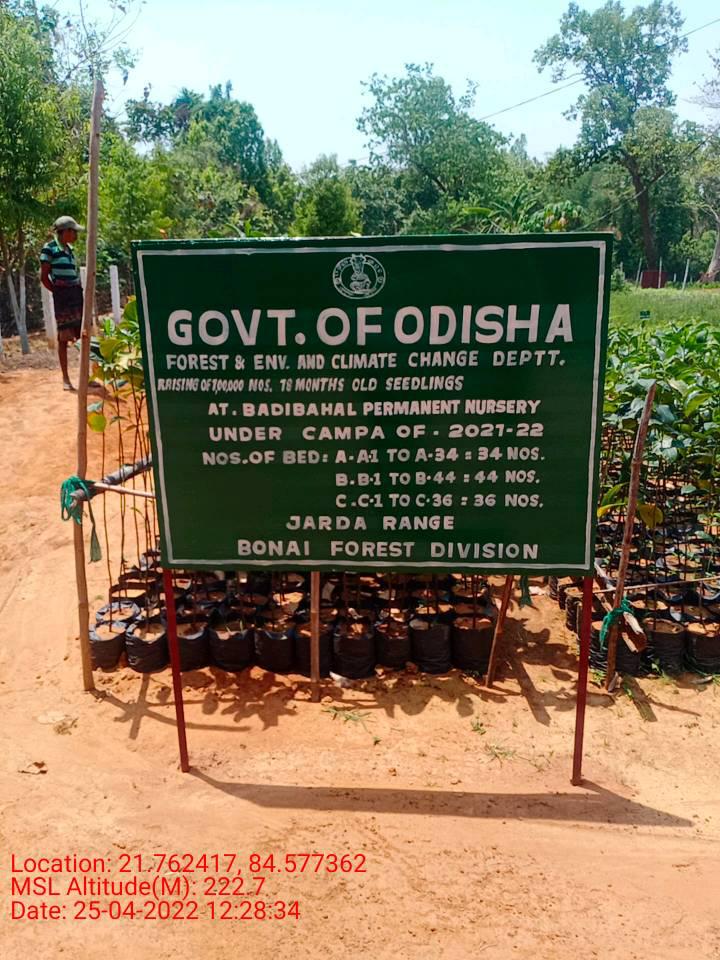 GOVT. OF ODISHA
FOREST & ENV. AND CLIMATE CHANGE DEPTT.
RAISING OF 1,00,000 NOS. 18 MONTHS OLD SEEDLINGS
AT. BADIBAHAL PERMANENT NURSERY
UNDER CAMPA OF - 2021-22
NOS. OF BED: A-A-1 TO A-34 = 34 NOS.
B.B-1 TO B-44 = 44 NOS.
C.C-1 TO C-36 = 36 NOS.
JARDA RANGE
BONAI FOREST DIVISION
Location: 21.762417, 84.577362
MSL Altitude(M): 222.7
Date: 25-04-2022 12:28:34